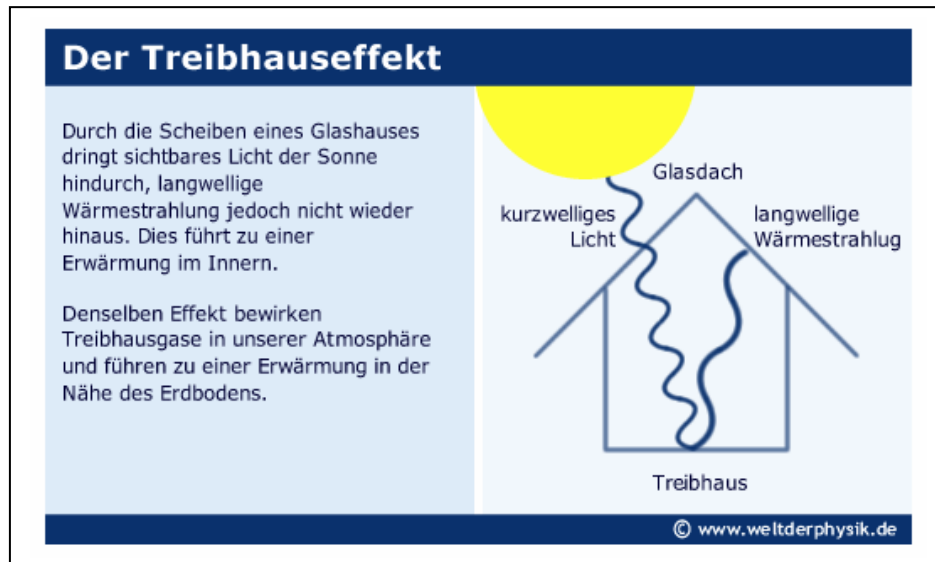 Der Treibhauseffekt
Durch die Scheiben eines Glashauses
dringt sichtbares Licht der Sonne
hindurch, langwellige
Wärmestrahlung jedoch nicht wieder
hinaus. Dies führt zu einer
Erwärmung im Innern.
Denselben Effekt bewirken
Treibhausgase in unserer Atmosphäre
und führen zu einer Erwärmung in der
Nähe des Erdbodens.
Glasdach
kurzwelliges
Licht
langwellige
Wärmestrahlug
Treibhaus
© www.weltderphysik.de